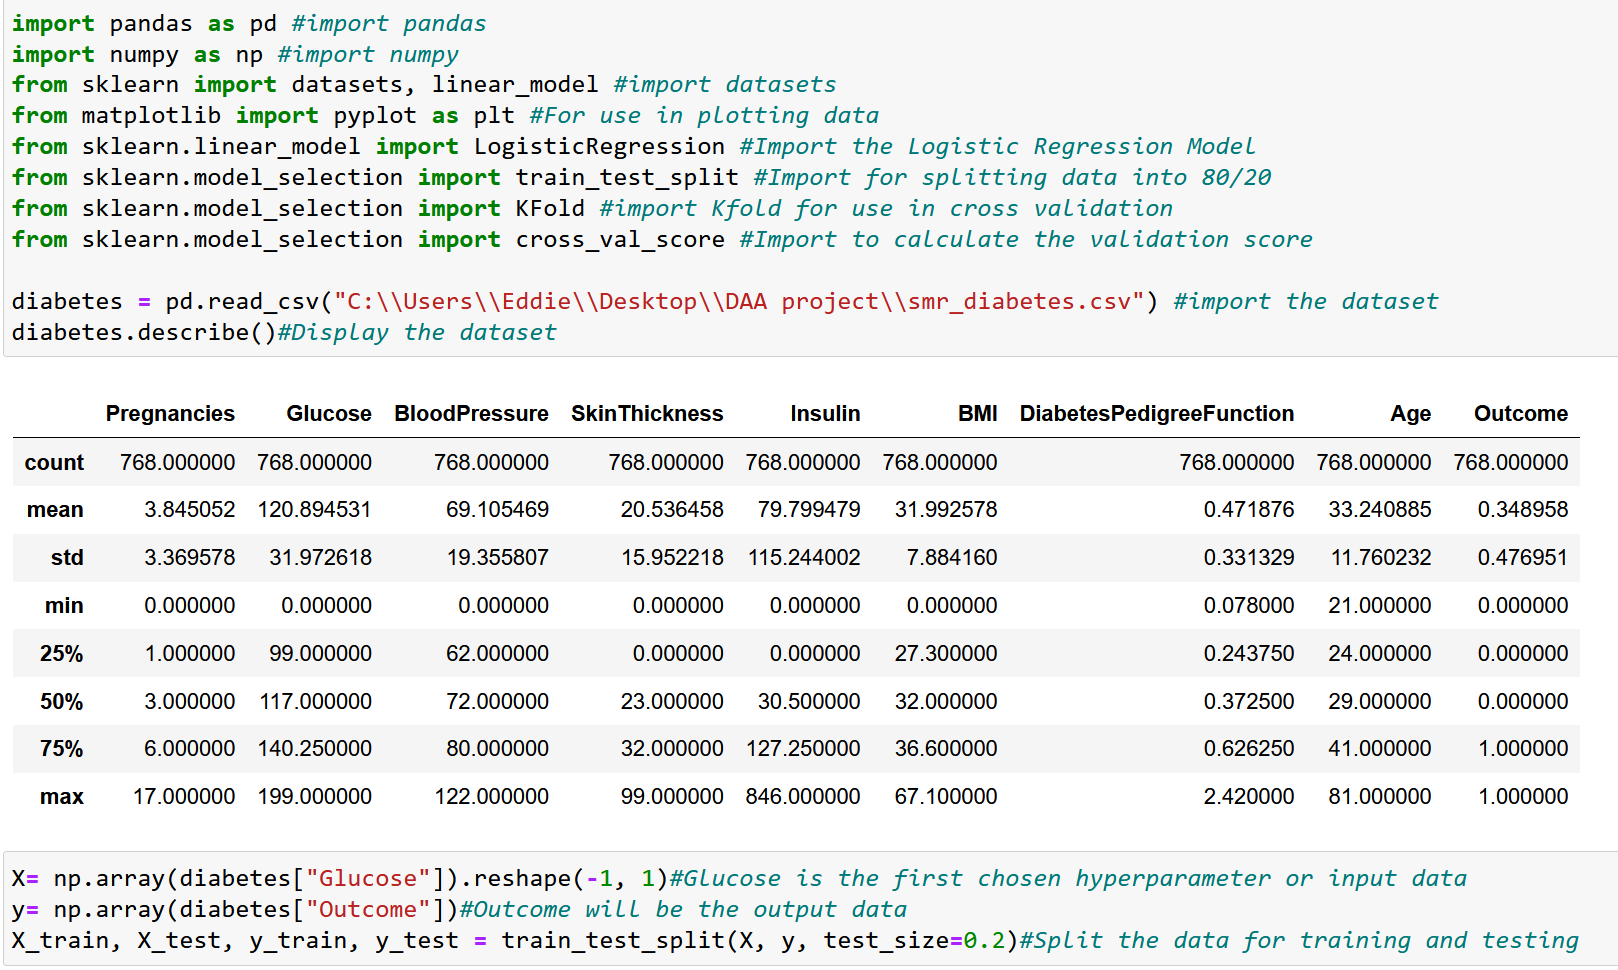 import pandas as pd #import pandas
import numpy as np #import numpy
from sklearn import datasets, linear_model #import datasets
from matplotlib import pyplot as plt #For use in plotting data
from sklearn.linear_model import LogisticRegression #Import the Logistic Regression Model
from sklearn.model_selection import train_test_split #Import for splitting data into 80/20
from sklearn.model_selection import KFold #import Kfold for use in cross validation
from sklearn.model_selection import cross_val_score #Import to calculate the validation score
diabetes = pd.read_csv("C:\\Users\\Eddie\\Desktop\\DAA project\\smr_diabetes.csv") #import the dataset
diabetes.describe()#Display the dataset
Pregnancies Glucose BloodPressure SkinThickness Insulin BMI DiabetesPedigreeFunction Age Outcome
count 768.000000 768.000000 768.000000 768.000000 768.000000 768.000000 768.000000 768.000000 768.000000
mean 3.845052 120.894531 69.105469 20.536458 79.799479 31.992578 0.471876 33.240885 0.348958
std 3.369578 31.972618 19.355807 15.952218 115.244002 7.884160 0.331329 11.760232 0.476951
min 0.000000 0.000000 0.000000 0.000000 0.000000 0.000000 0.078000 21.000000 0.000000
25% 1.000000 99.000000 62.000000 0.000000 0.000000 27.300000 0.243750 24.000000 0.000000
50% 3.000000 117.000000 72.000000 23.000000 30.500000 32.000000 0.372500 29.000000 0.000000
75% 6.000000 140.250000 80.000000 32.000000 127.250000 36.600000 0.626250 41.000000 1.000000
max 17.000000 199.000000 122.000000 99.000000 846.000000 67.100000 2.420000 81.000000 1.000000
X= np.array(diabetes["Glucose"]).reshape(-1, 1)#Glucose is the first chosen hyperparameter or input data
y= np.array(diabetes["Outcome"])#Outcome will be the output data
X_train, X_test, y_train, y_test = train_test_split(X, y, test_size=0.2)#Split the data for training and testing